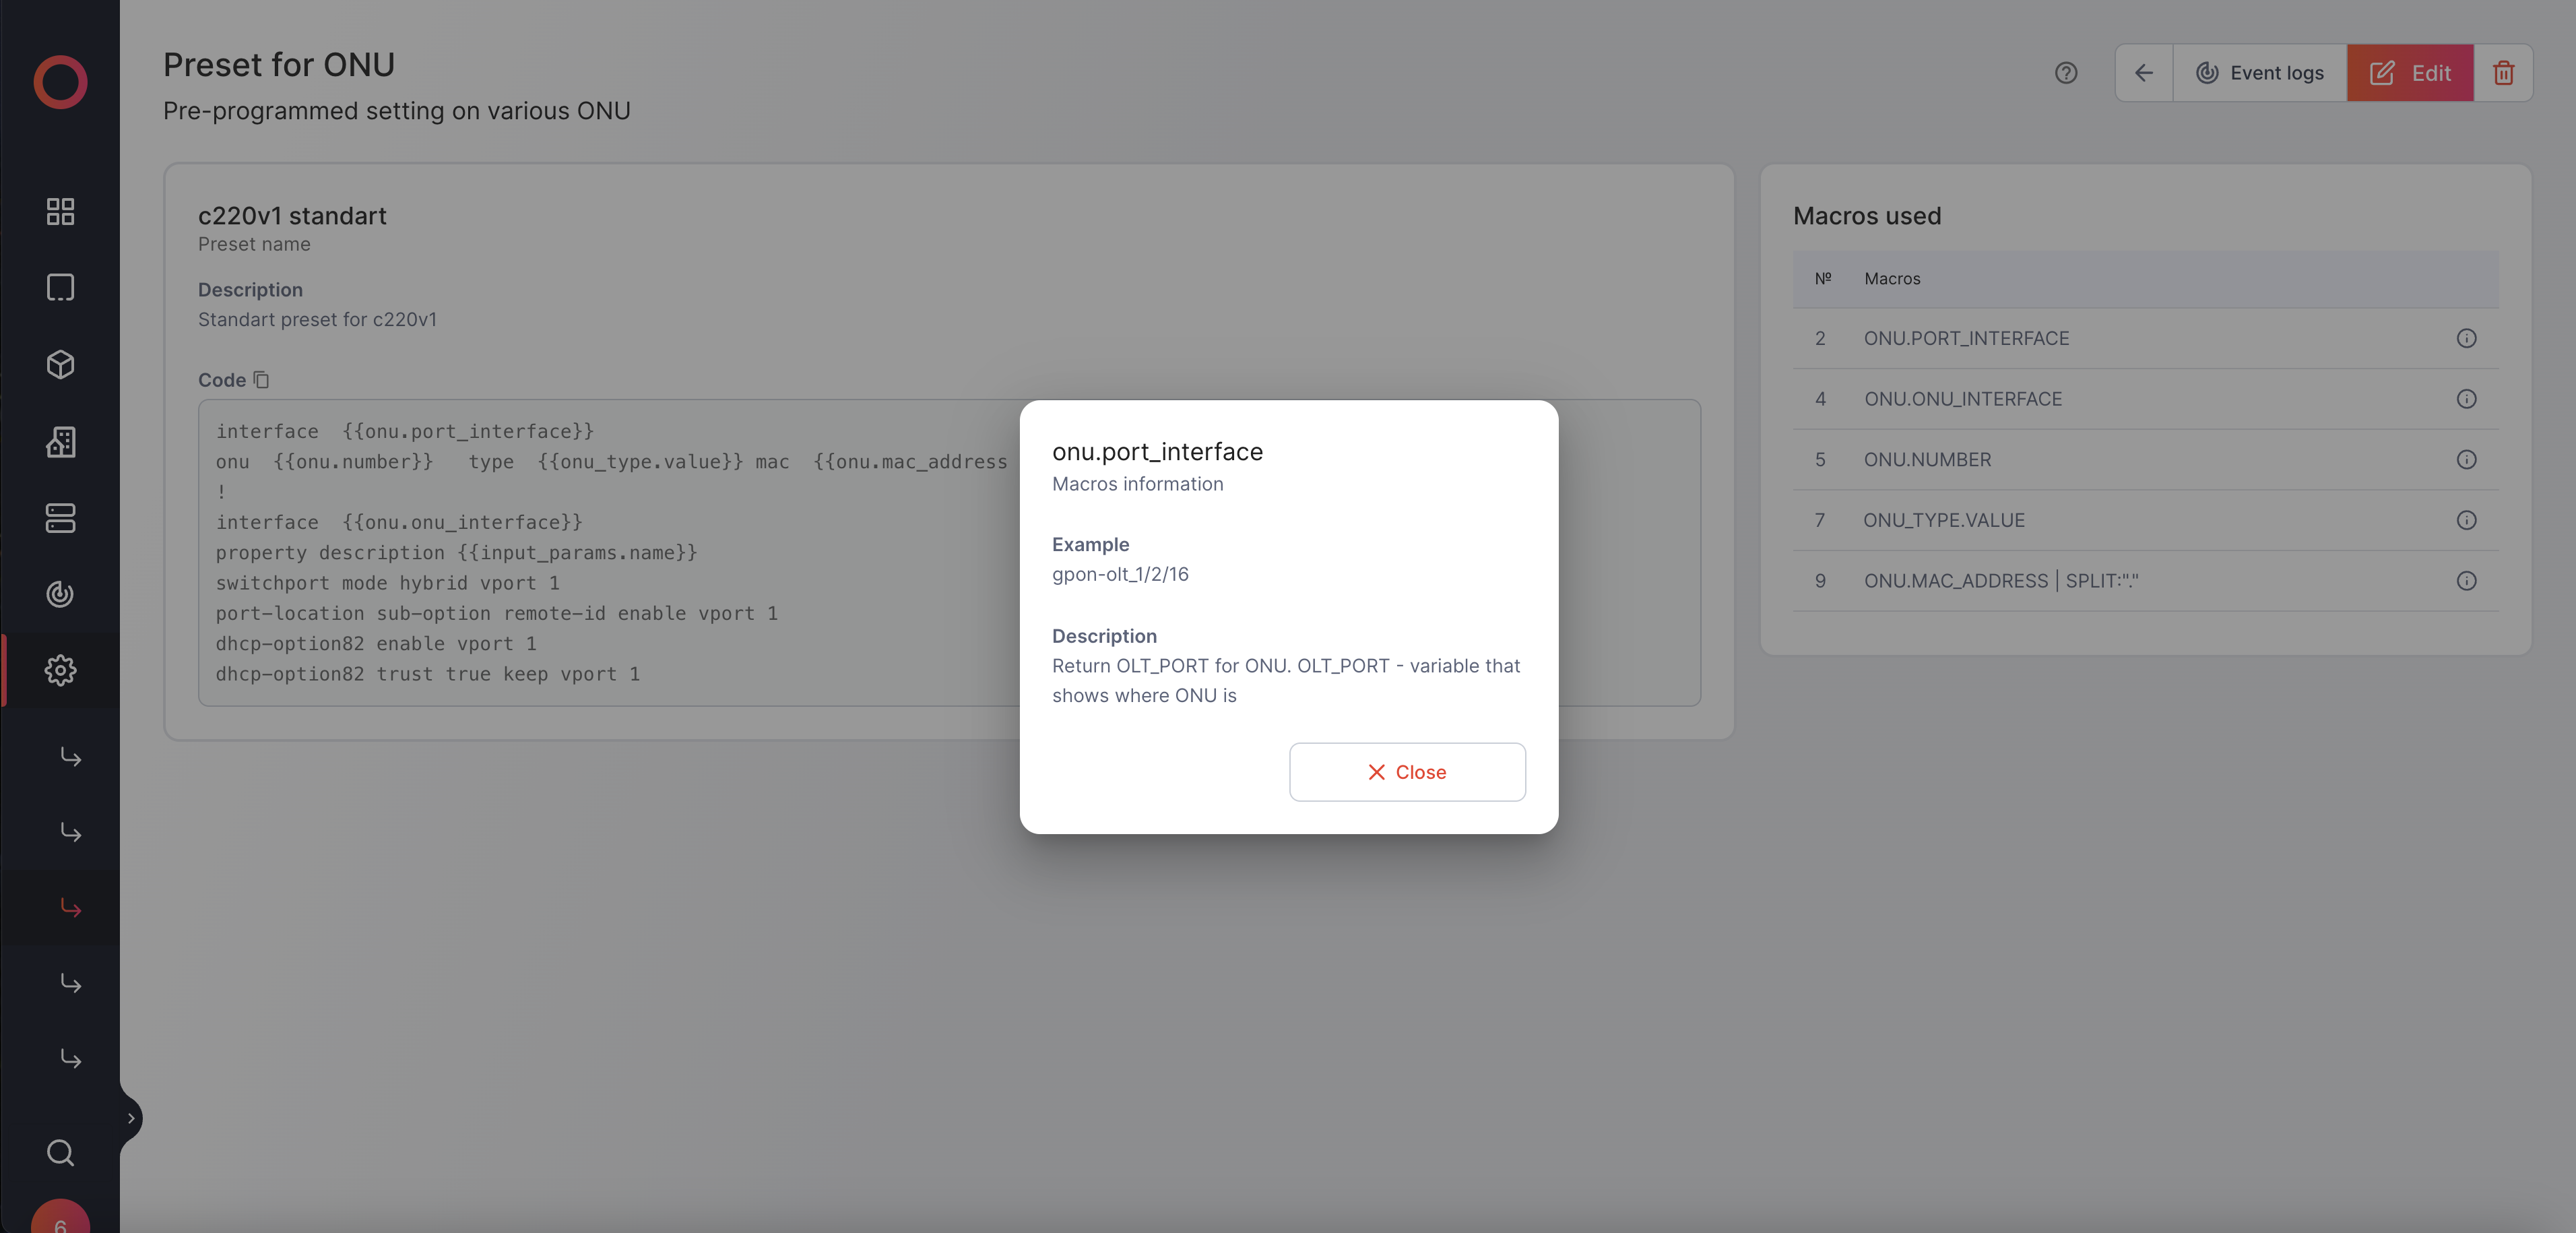 Preset for ONU
Pre-programmed setting on various ONU
Event logs
Edit
c220v1 standart
Preset name
Description
Standart preset for c220v1
Code
interface  {{onu.port_interface}}
onu  {{onu.number}}   type  {{onu_type.value}} mac  {{onu.mac_address
!
interface  {{onu.onu_interface}}
property description {{input_params.name}}
switchport mode hybrid vport 1
port-location sub-option remote-id enable vport 1
dhcp-option82 enable vport 1
dhcp-option82 trust true keep vport 1
onu.port_interface
Macros information
Example
gpon-olt_1/2/16
Description
Return OLT_PORT for ONU. OLT_PORT - variable that
shows where ONU is
Close
Macros used
№ Macros
2 ONU.PORT_INTERFACE
4 ONU.ONU_INTERFACE
5 ONU.NUMBER
7 ONU_TYPE.VALUE
9 ONU.MAC_ADDRESS | SPLIT:"."
6